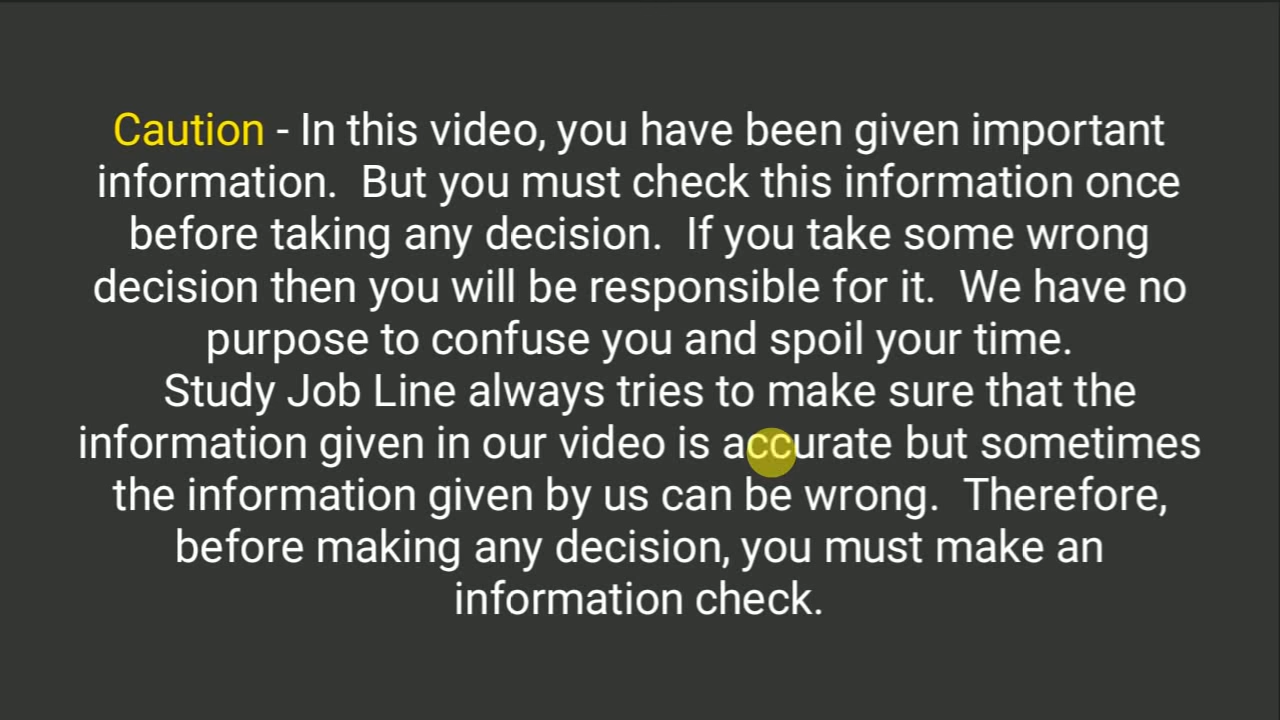 Caution - In this video, you have been given important
information.  But you must check this information once
before taking any decision.  If you take some wrong
decision then you will be responsible for it.  We have no
purpose to confuse you and spoil your time.
Study Job Line always tries to make sure that the
information given in our video is accurate but sometimes
the information given by us can be wrong.  Therefore,
before making any decision, you must make an
information check.